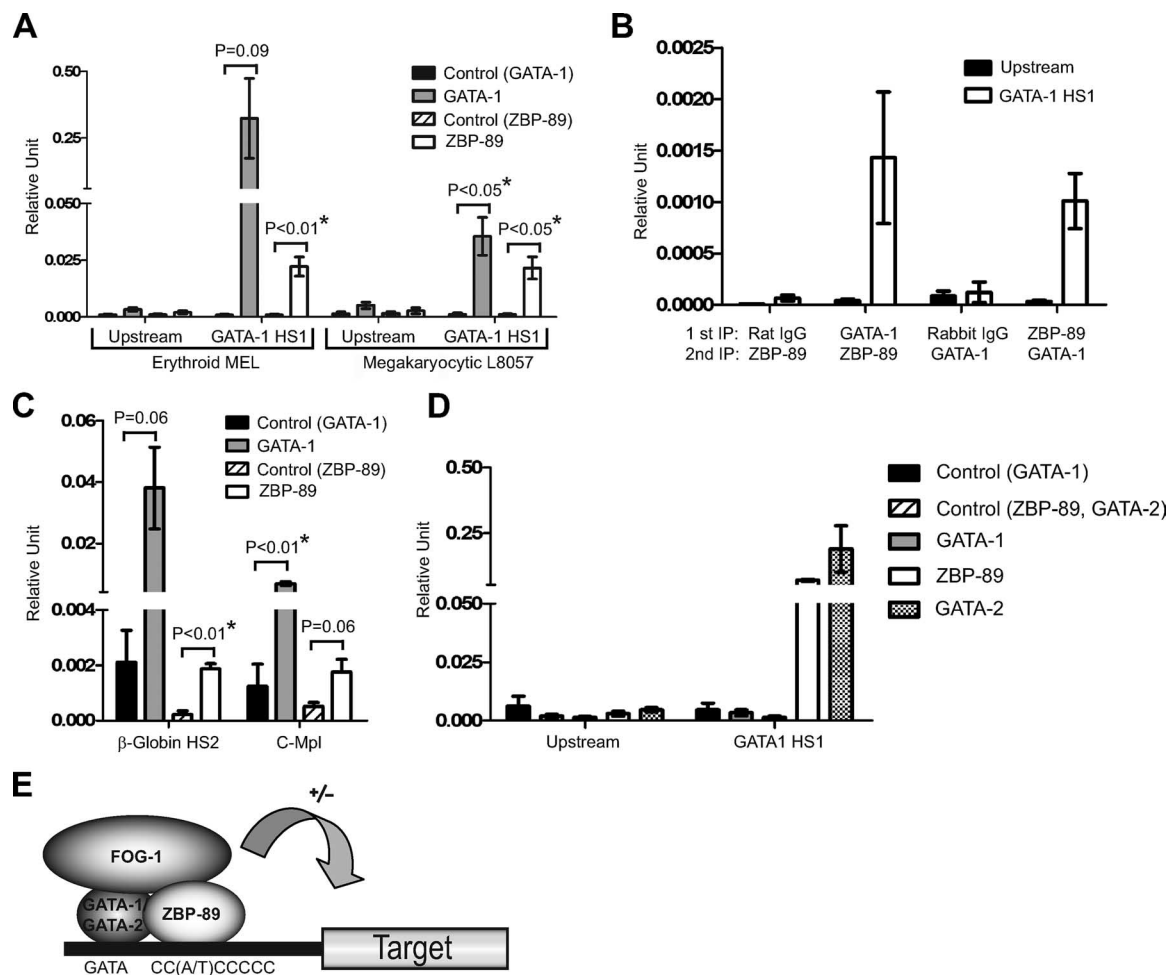 A
P=0.09
Control (GATA-1)
GATA-1
Control (ZBP-89)
ZBP-89
0.50
0.25
0.050
0.025
0.000
Relative Unit
P<0.01*
P<0.05*
P<0.05*
Upstream
GATA-1 HS1
Upstream
GATA-1 HS1
Erythroid MEL
Megakaryocytic L8057
B
Upstream
GATA-1 HS1
0.0025
0.0020
0.0015
0.0010
0.0005
0.0000
Relative Unit
1 st IP: Rat IgG GATA-1 Rabbit IgG ZBP-89
2nd IP: ZBP-89 ZBP-89 GATA-1 GATA-1
C
P=0.06
Control (GATA-1)
GATA-1
Control (ZBP-89)
ZBP-89
0.06
0.04
0.02
0.004
0.002
0.000
Relative Unit
P<0.01*
P<0.01*
P=0.06
β-Globin HS2
C-Mpl
D
Control (GATA-1)
Control (ZBP-89, GATA-2)
GATA-1
ZBP-89
GATA-2
0.50
0.25
0.050
0.025
0.000
Relative Unit
Upstream
GATA1 HS1
E
+/−
FOG-1
GATA-1
GATA-2
ZBP-89
Target
GATA CC(A/T)CCCCC